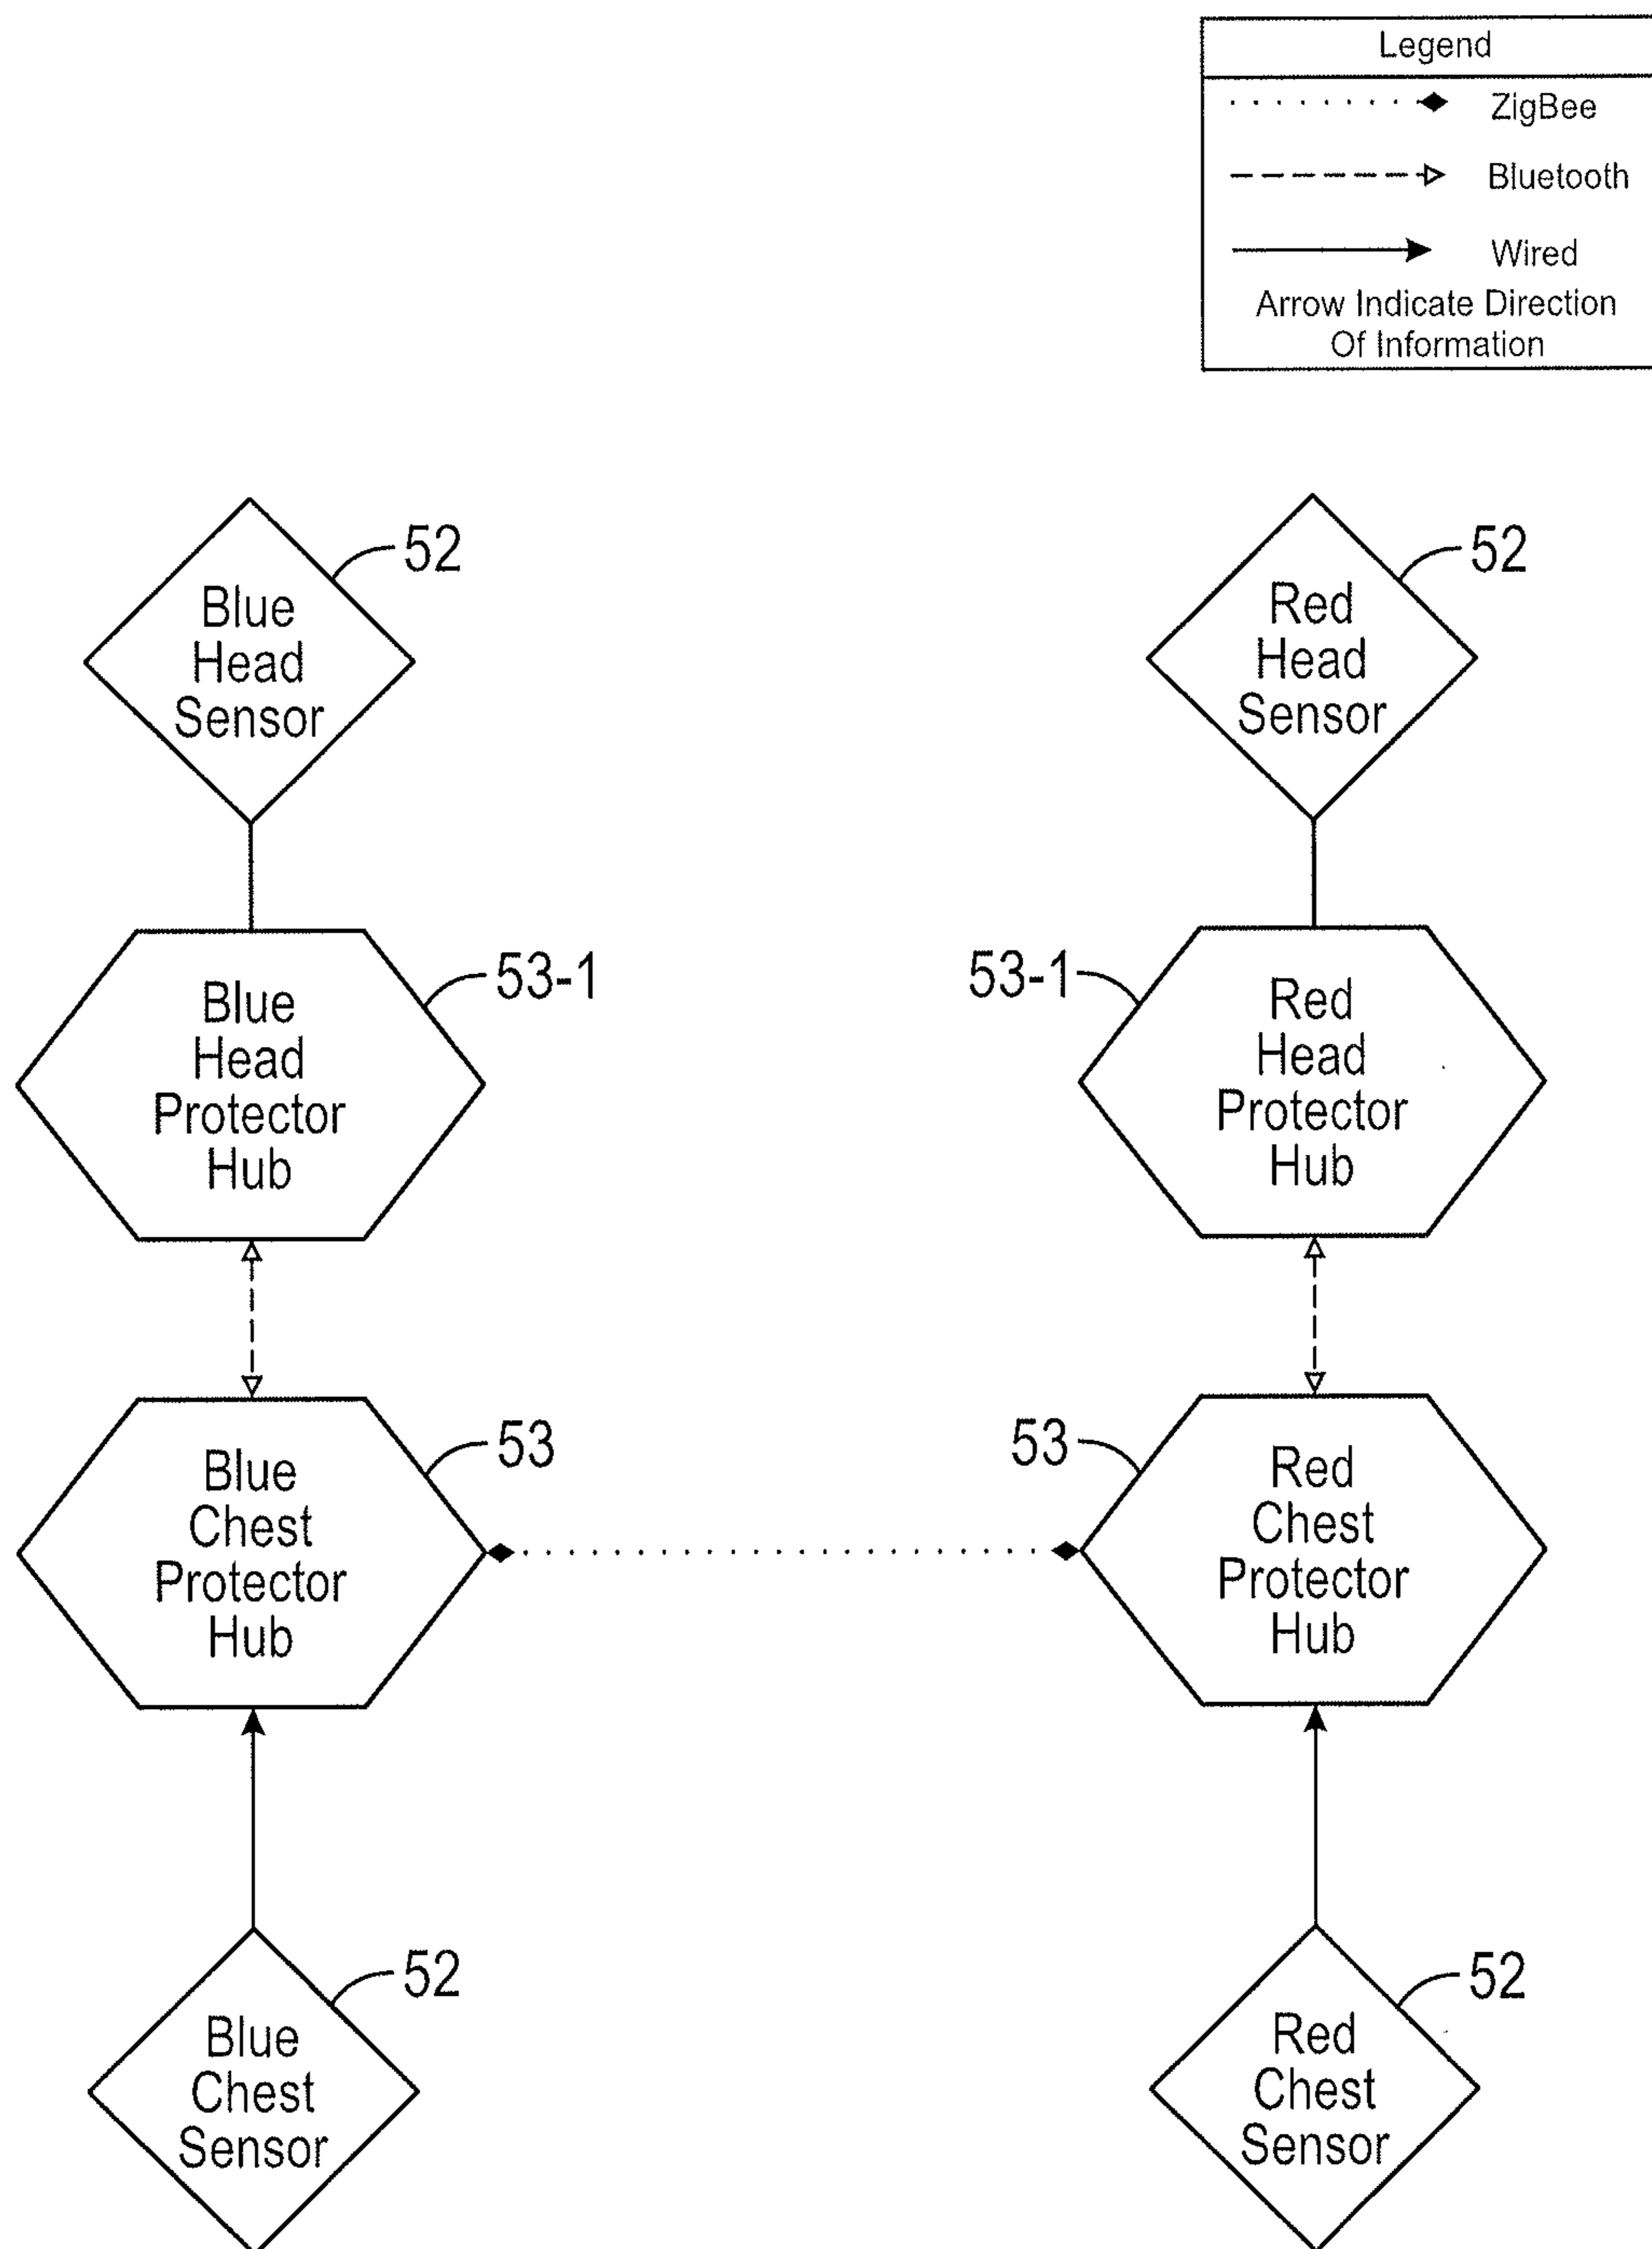 Legend
ZigBee
Bluetooth
Wired
Arrow Indicate Direction
Of Information
52
Blue
Head
Sensor
52
Red
Head
Sensor
53-1
Blue
Head
Protector
Hub
53-1
Red
Head
Protector
Hub
53
Blue
Chest
Protector
Hub
53
Red
Chest
Protector
Hub
52
Blue
Chest
Sensor
52
Red
Chest
Sensor